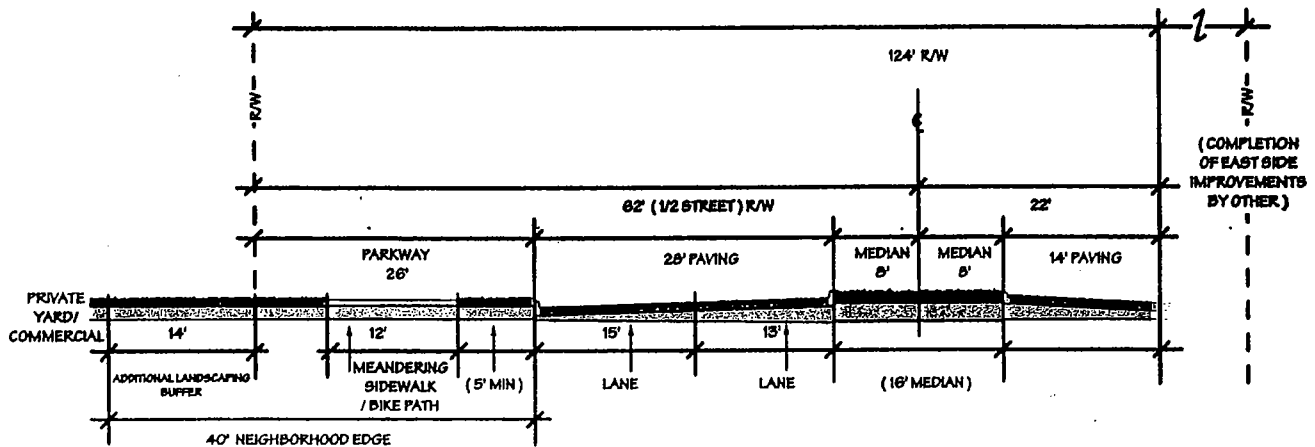 124' R/W
R/W
R/W
℄
( COMPLETION
OF EAST SIDE
IMPROVEMENTS
BY OTHER )
62' ( 1/2 STREET ) R/W
22'
PARKWAY
26'
28' PAVING
MEDIAN
8'
MEDIAN
8'
14' PAVING
PRIVATE
YARD/
COMMERCIAL
14'
12'
15'
13'
ADDITIONAL LANDSCAPING
BUFFER
MEANDERING
SIDEWALK
/ BIKE PATH
( 5' MIN )
LANE
LANE
( 16' MEDIAN )
40' NEIGHBORHOOD EDGE